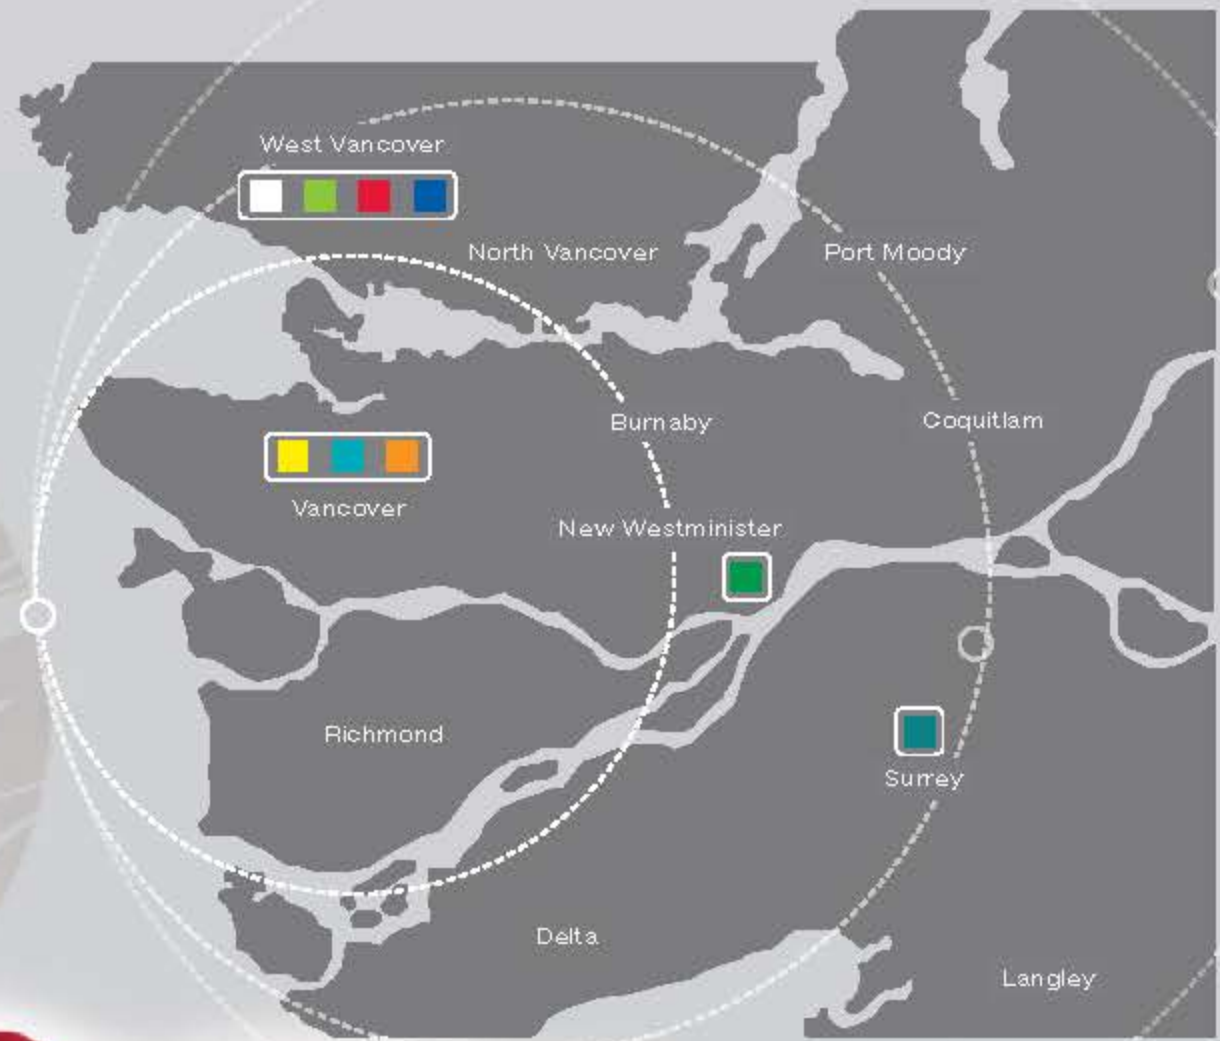 West Vancover
North Vancover
Port Moody
Burnaby
Coquitlam
Vancover
New Westminister
Richmond
Surrey
Delta
Langley